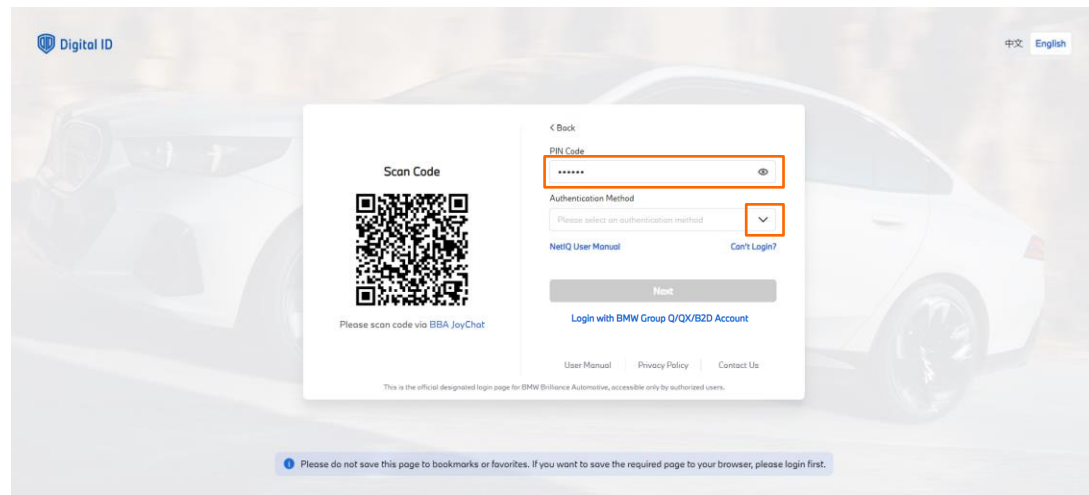 Digital ID
中文 English
Scan Code
Please scan code via BBA JoyChat
< Back
PIN Code
••••••
Authentication Method
Please select an authentication method
NetIQ User Manual Can't Login?
Next
Login with BMW Group Q/QX/B2D Account
User Manual Privacy Policy Contact Us
This is the official designated login page for BMW Brilliance Automotive, accessible only by authorized users.
Please do not save this page to bookmarks or favorites. If you want to save the required page to your browser, please login first.